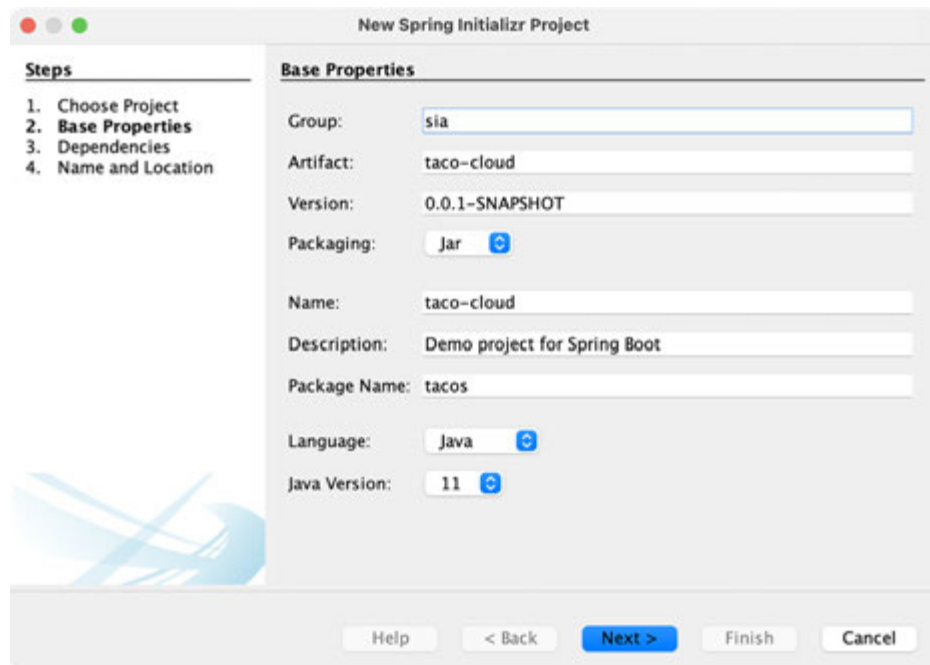 New Spring Initializr Project
Steps
1. Choose Project
2. Base Properties
3. Dependencies
4. Name and Location
Base Properties
Group: sia
Artifact: taco-cloud
Version: 0.0.1-SNAPSHOT
Packaging: Jar
Name: taco-cloud
Description: Demo project for Spring Boot
Package Name: tacos
Language: Java
Java Version: 11
Help < Back Next > Finish Cancel